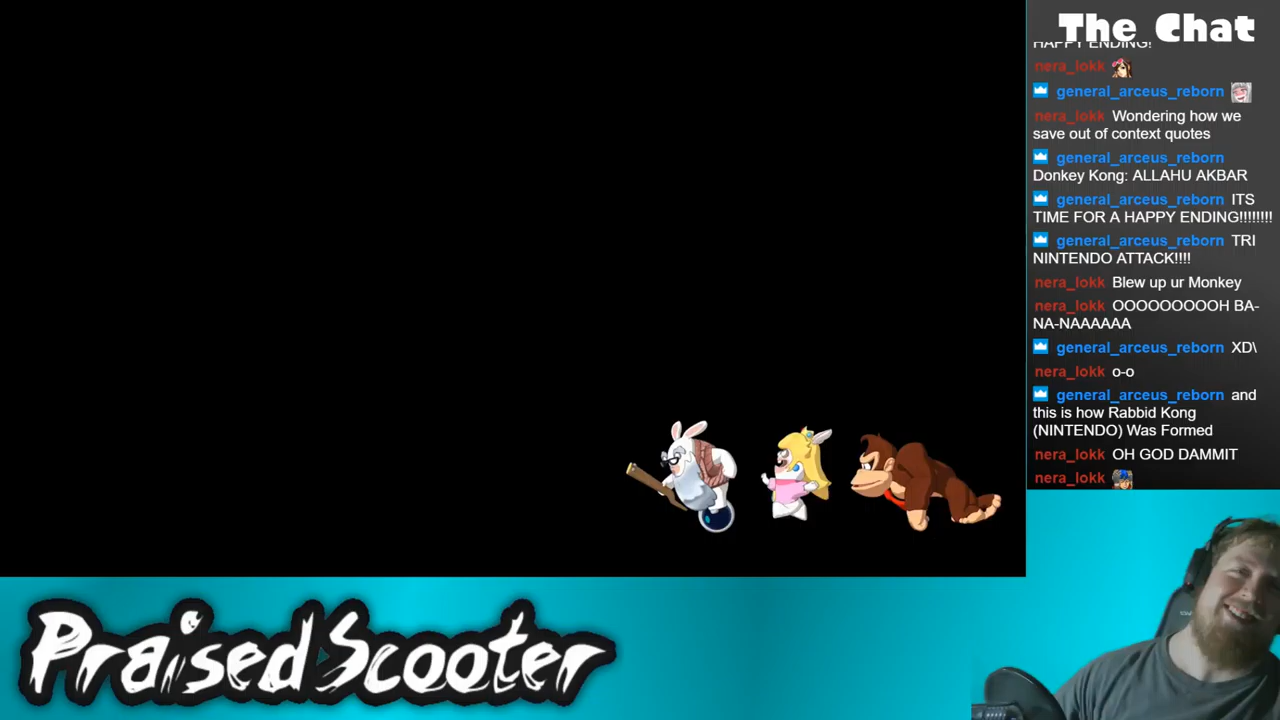 The Chat
HAPPY ENDING!
nera_lokk
general_arceus_reborn
nera_lokk Wondering how we
save out of context quotes
general_arceus_reborn
Donkey Kong: ALLAHU AKBAR
general_arceus_reborn ITS
TIME FOR A HAPPY ENDING!!!!!!!!
general_arceus_reborn TRI
NINTENDO ATTACK!!!!
nera_lokk Blew up ur Monkey
nera_lokk OOOOOOOOOH BA-
NA-NAAAAAA
general_arceus_reborn XD\
nera_lokk o-o
general_arceus_reborn and
this is how Rabbid Kong
(NINTENDO) Was Formed
nera_lokk OH GOD DAMMIT
nera_lokk
PraisedScooter